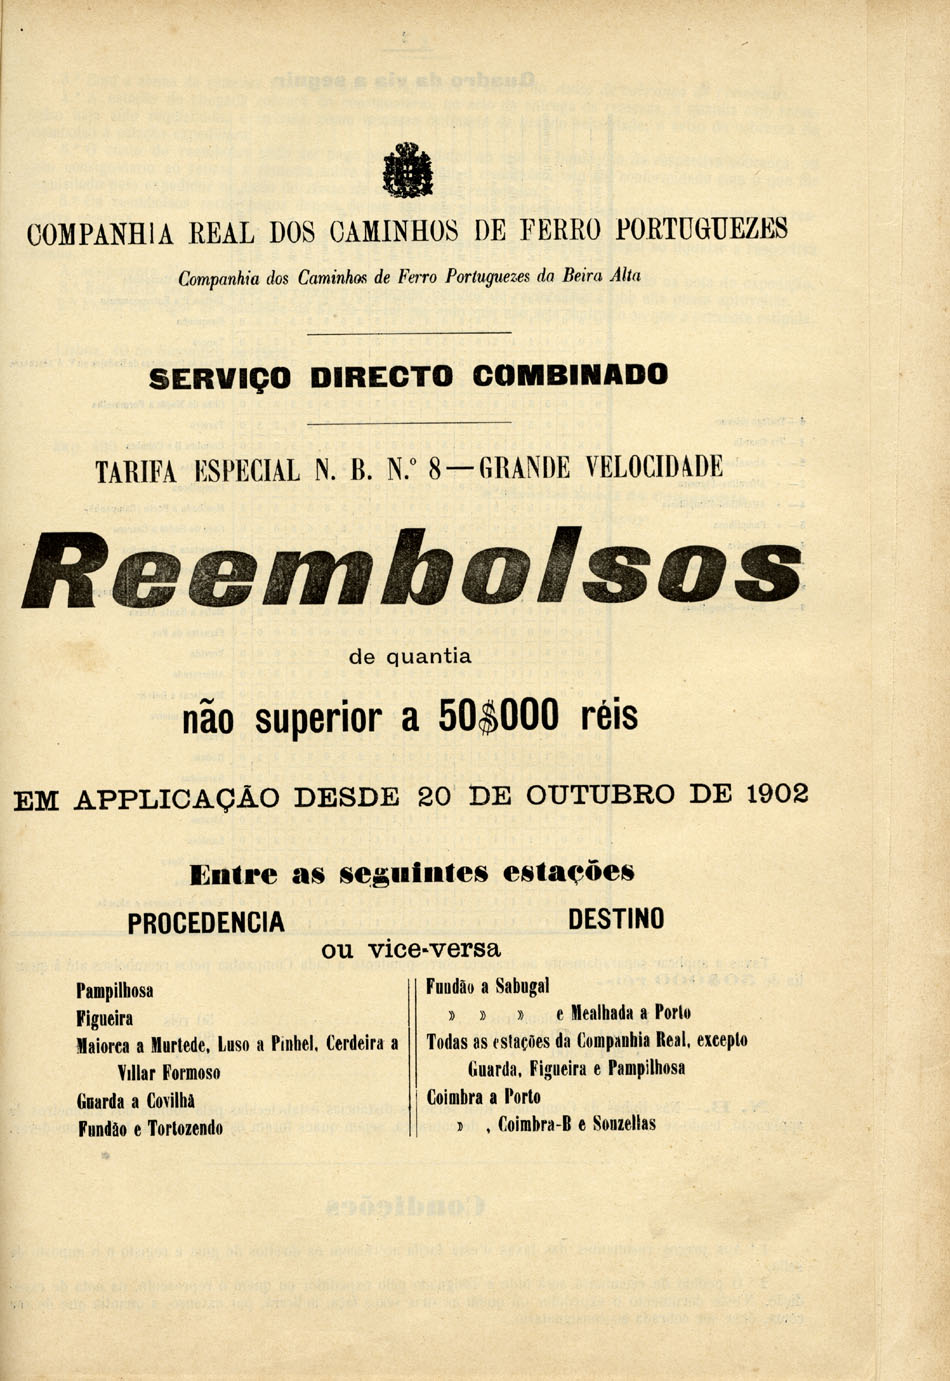 COMPANHIA REAL DOS CAMINHOS DE FERRO PORTUGUEZES
Companhia dos Caminhos de Ferro Portuguezes da Beira Alta
SERVIÇO DIRECTO COMBINADO
TARIFA ESPECIAL N. B. N.º 8—GRANDE VELOCIDADE
Reembolsos
de quantia
não superior a 50$000 réis
EM APPLICAÇÃO DESDE 20 DE OUTUBRO DE 1902
Entre as seguintes estações
PROCEDENCIA DESTINO
ou vice-versa
Pampilhosa
Figueira
Maiorca a Murtede, Luso a Pinhel, Cerdeira a
Villar Formoso
Guarda a Covilhã
Fundão e Tortozendo
Fundão a Sabugal
» » » e Mealhada a Porto
Todas as estações da Companhia Real, excepto
Guarda, Figueira e Pampilhosa
Coimbra a Porto
» , Coimbra-B e Souzellas